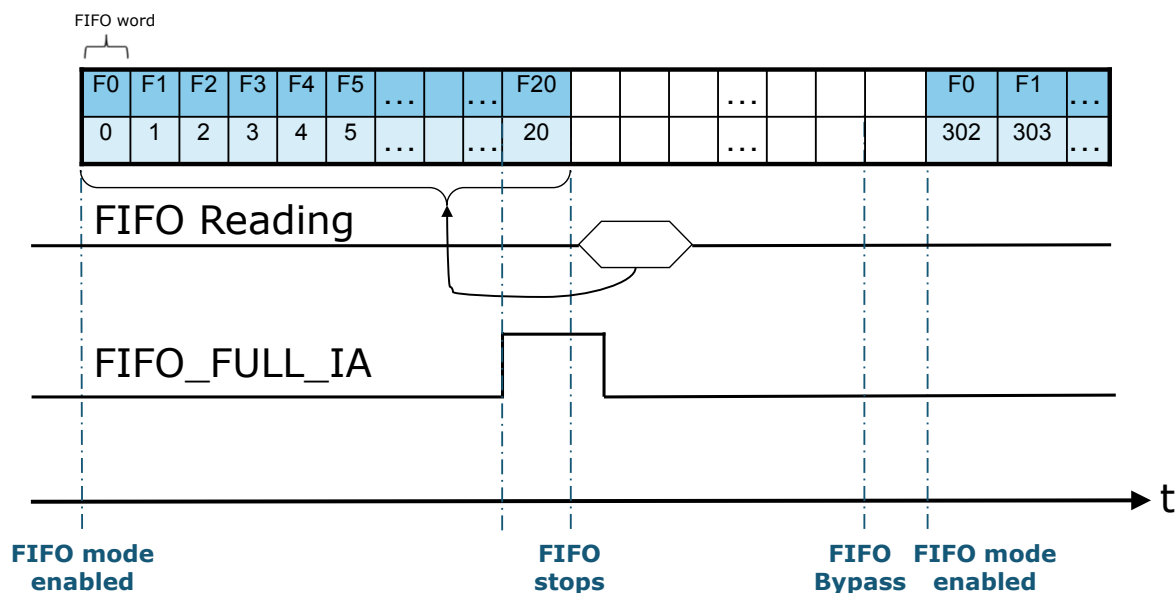 FIFO word
F0 F1 F2 F3 F4 F5 ... ... F20 ... F0 F1 ...
0 1 2 3 4 5 ... ... 20 ... 302 303 ...
FIFO Reading
FIFO_FULL_IA
t
FIFO mode
enabled
FIFO
stops
FIFO
Bypass
FIFO mode
enabled